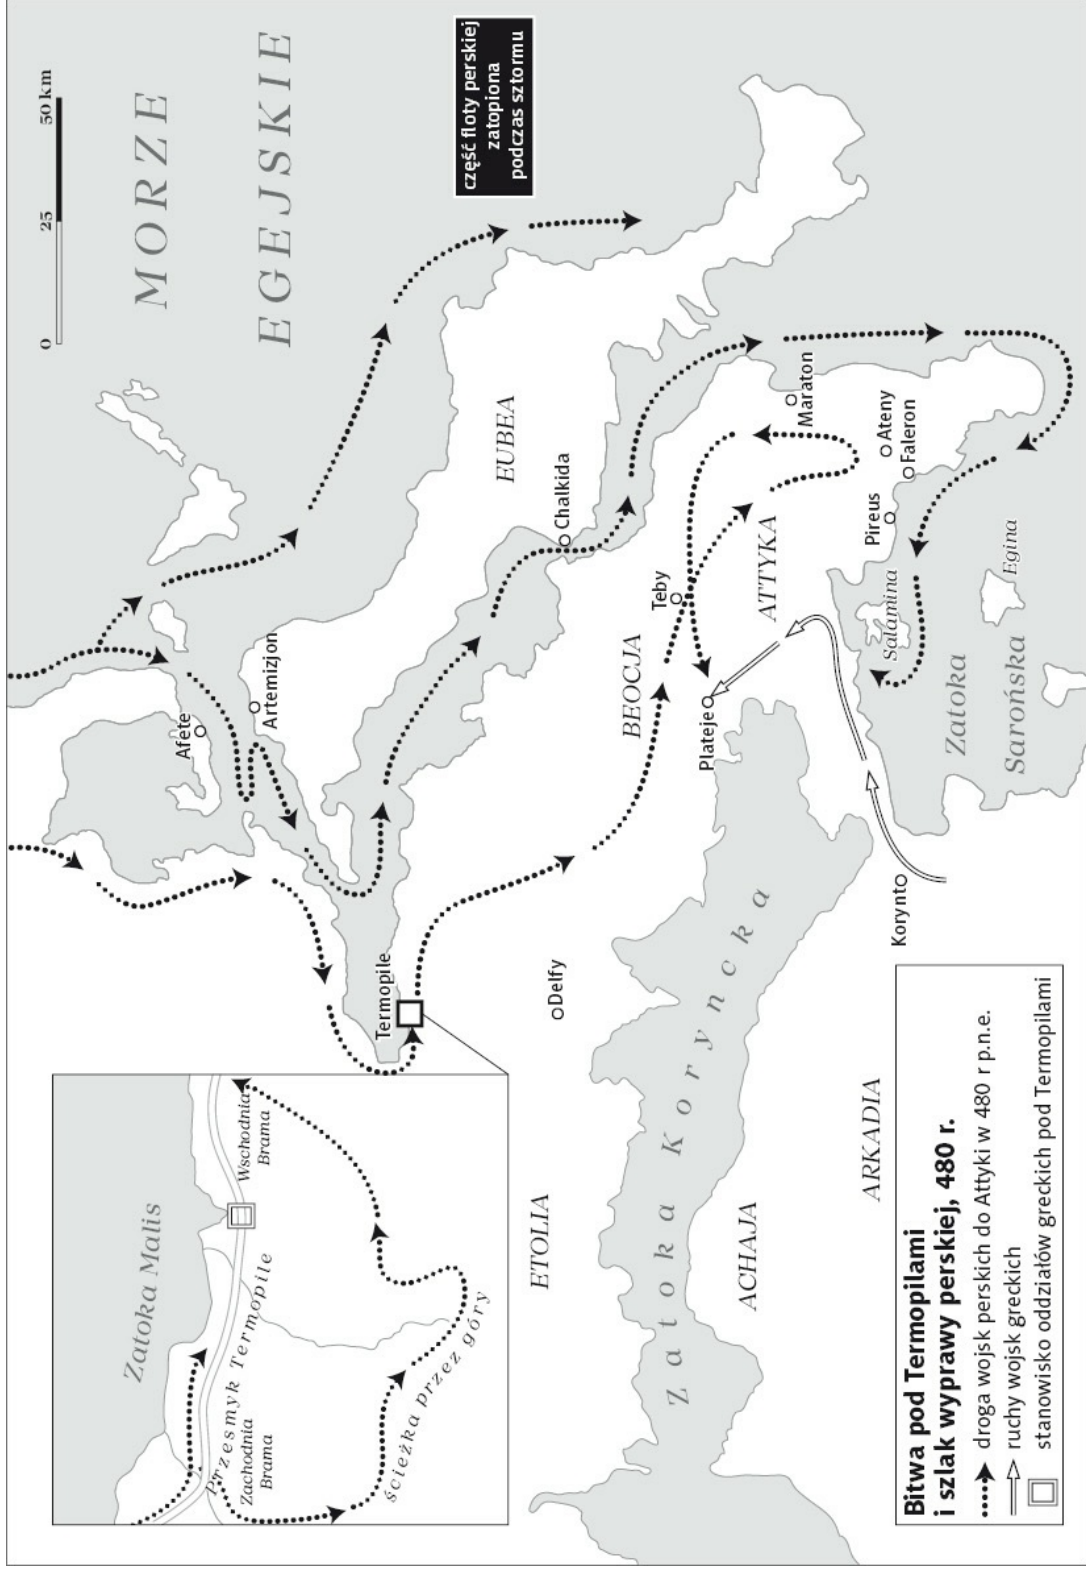 Zatoka Malis
Przesmyk Termopile
Zachodnia
Brama
Wschodnia
Brama
ścieżka przez góry
Termopile
Afete
Artemizjon
MORZE
EGEJSKIE
0 25 50 km
część floty perskiej
zatopiona
podczas sztormu
EUBEA
Chalkida
Delfy
ETOLIA
BEOCJA
Teby
Plateje
ATTYKA
Maraton
Ateny
Faleron
Pireus
Salamina
Egina
Zatoka
Sarońska
Zatoka Koryncka
ACHAJA
ARKADIA
Korynto
Bitwa pod Termopilami
i szlak wyprawy perskiej, 480 r.
droga wojsk perskich do Attyki w 480 r p.n.e.
ruchy wojsk greckich
stanowisko oddziałów greckich pod Termopilami